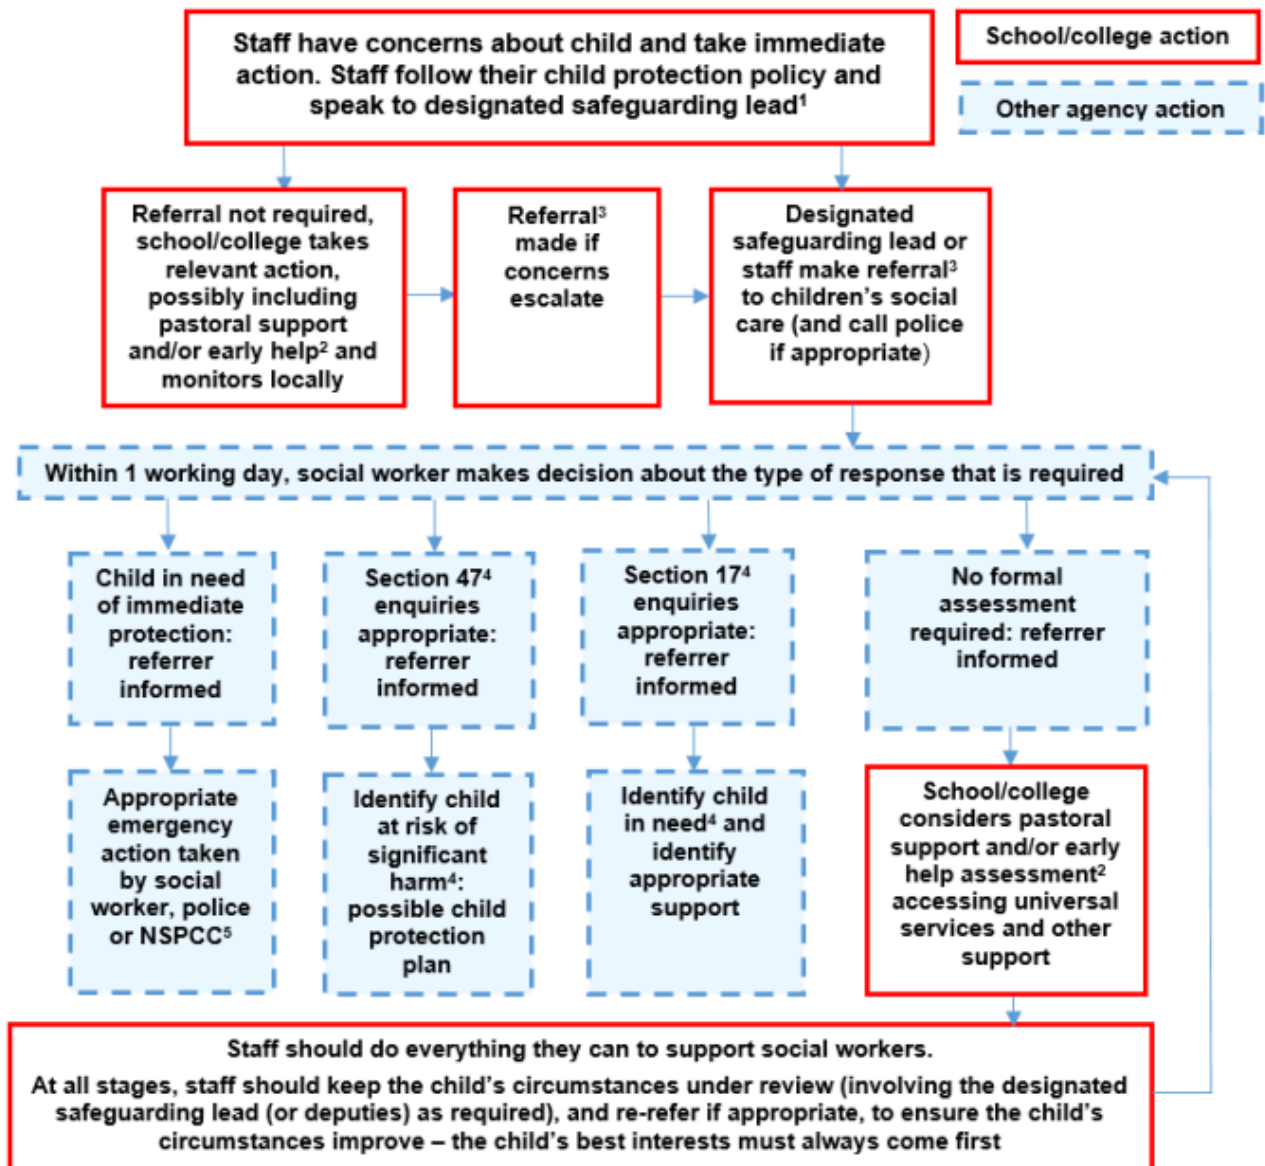 Staff have concerns about child and take immediate
action. Staff follow their child protection policy and
speak to designated safeguarding lead¹
School/college action
Other agency action
Referral not required,
school/college takes
relevant action,
possibly including
pastoral support
and/or early help² and
monitors locally
Referral³
made if
concerns
escalate
Designated
safeguarding lead or
staff make referral³
to children’s social
care (and call police
if appropriate)
Within 1 working day, social worker makes decision about the type of response that is required
Child in need
of immediate
protection:
referrer
informed
Section 47⁴
enquiries
appropriate:
referrer
informed
Section 17⁴
enquiries
appropriate:
referrer
informed
No formal
assessment
required: referrer
informed
Appropriate
emergency
action taken
by social
worker, police
or NSPCC⁵
Identify child
at risk of
significant
harm⁴:
possible child
protection
plan
Identify child
in need⁴ and
identify
appropriate
support
School/college
considers pastoral
support and/or early
help assessment²
accessing universal
services and other
support
Staff should do everything they can to support social workers.
At all stages, staff should keep the child’s circumstances under review (involving the designated
safeguarding lead (or deputies) as required), and re-refer if appropriate, to ensure the child’s
circumstances improve – the child’s best interests must always come first